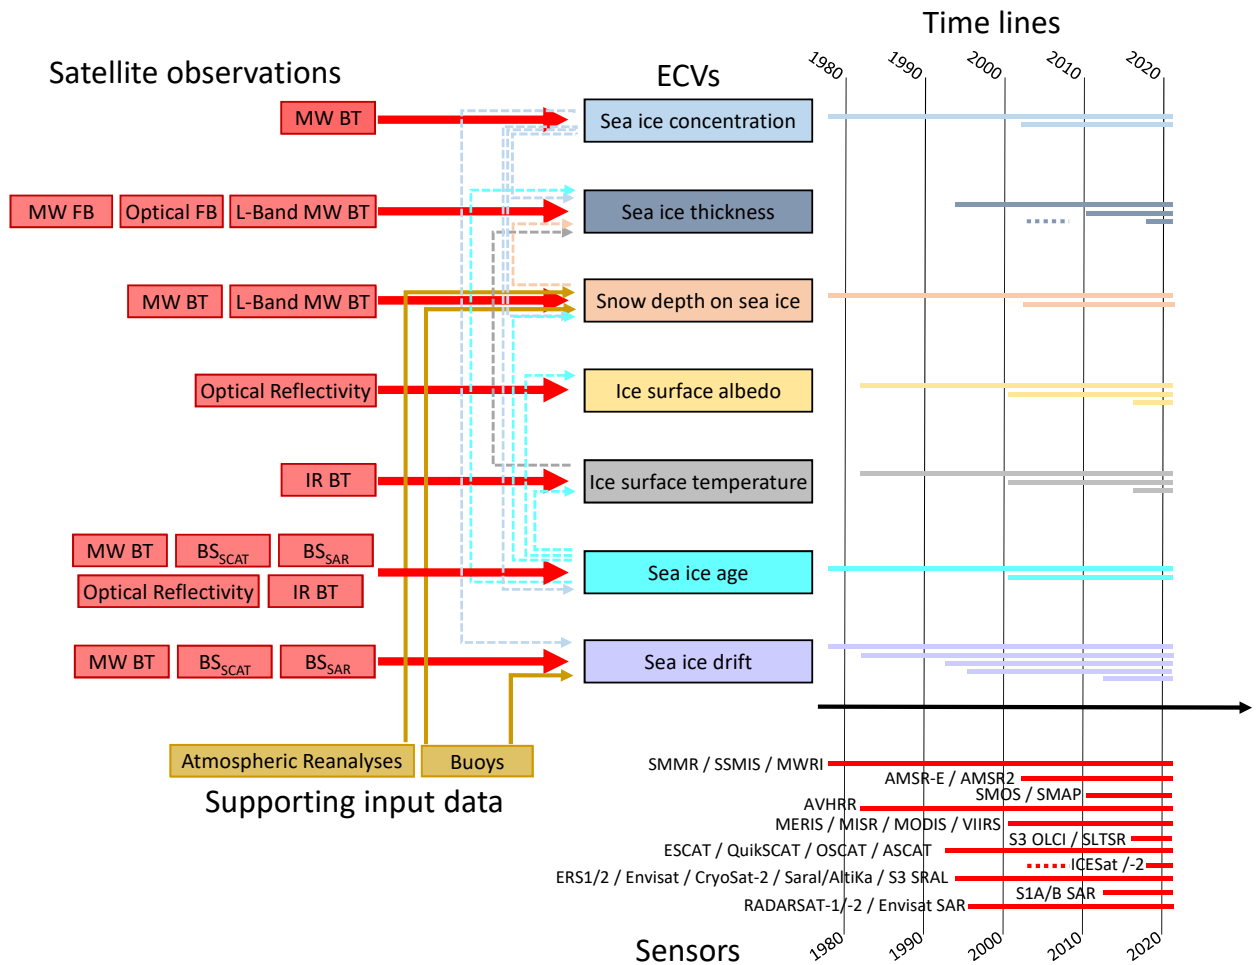 Time lines
Satellite observations
ECVs
1980
1990
2000
2010
2020
MW BT
Sea ice concentration
MW FB
Optical FB
L-Band MW BT
Sea ice thickness
MW BT
L-Band MW BT
Snow depth on sea ice
Optical Reflectivity
Ice surface albedo
IR BT
Ice surface temperature
MW BT
BSSCAT
BSSAR
Optical Reflectivity
IR BT
Sea ice age
MW BT
BSSCAT
BSSAR
Sea ice drift
Atmospheric Reanalyses
Buoys
Supporting input data
SMMR / SSMIS / MWRI
AMSR-E / AMSR2
SMOS / SMAP
AVHRR
MERIS / MISR / MODIS / VIIRS
S3 OLCI / SLTSR
ESCAT / QuikSCAT / OSCAT / ASCAT
ICESat /-2
ERS1/2 / Envisat / CryoSat-2 / Saral/AltiKa / S3 SRAL
S1A/B SAR
RADARSAT-1/-2 / Envisat SAR
Sensors
1980
1990
2000
2010
2020